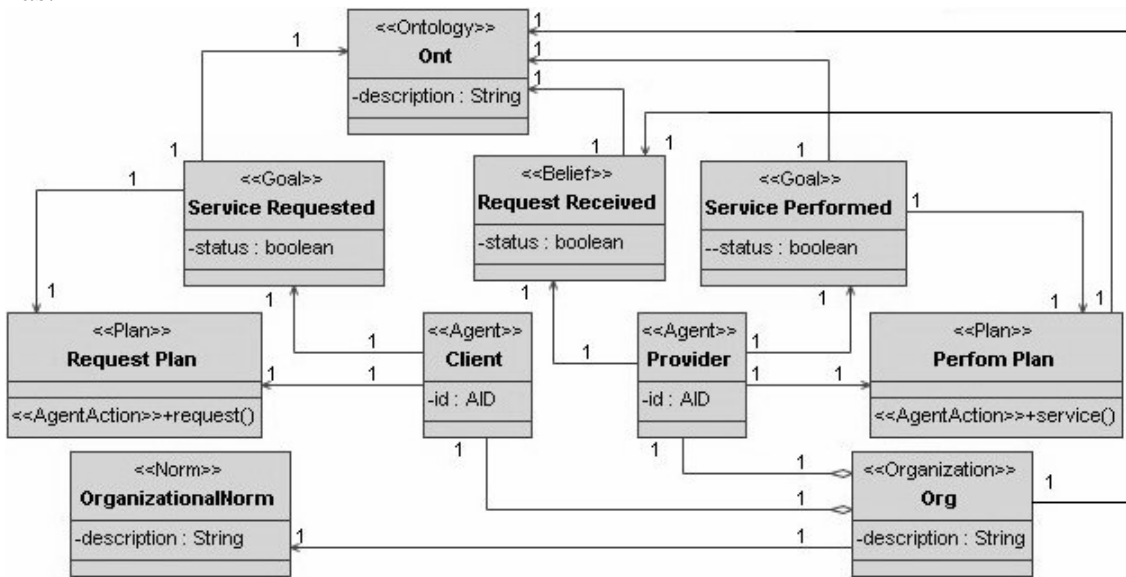 <<Ontology>>
Ont
-description : String
1
1
1
1
1
1
1
1
<<Goal>>
Service Requested
-status : boolean
<<Belief>>
Request Received
-status : boolean
<<Goal>>
Service Performed
--status : boolean
1
1
1
1
1
1
1
1
1
<<Plan>>
Request Plan
<<AgentAction>>+request()
<<Agent>>
Client
-id : AID
<<Agent>>
Provider
-id : AID
<<Plan>>
Perfom Plan
<<AgentAction>>+service()
1
1
1
1
1
1
1
1
1
1
1
1
<<Norm>>
OrganizationalNorm
-description : String
<<Organization>>
Org
-description : String
1
1
1